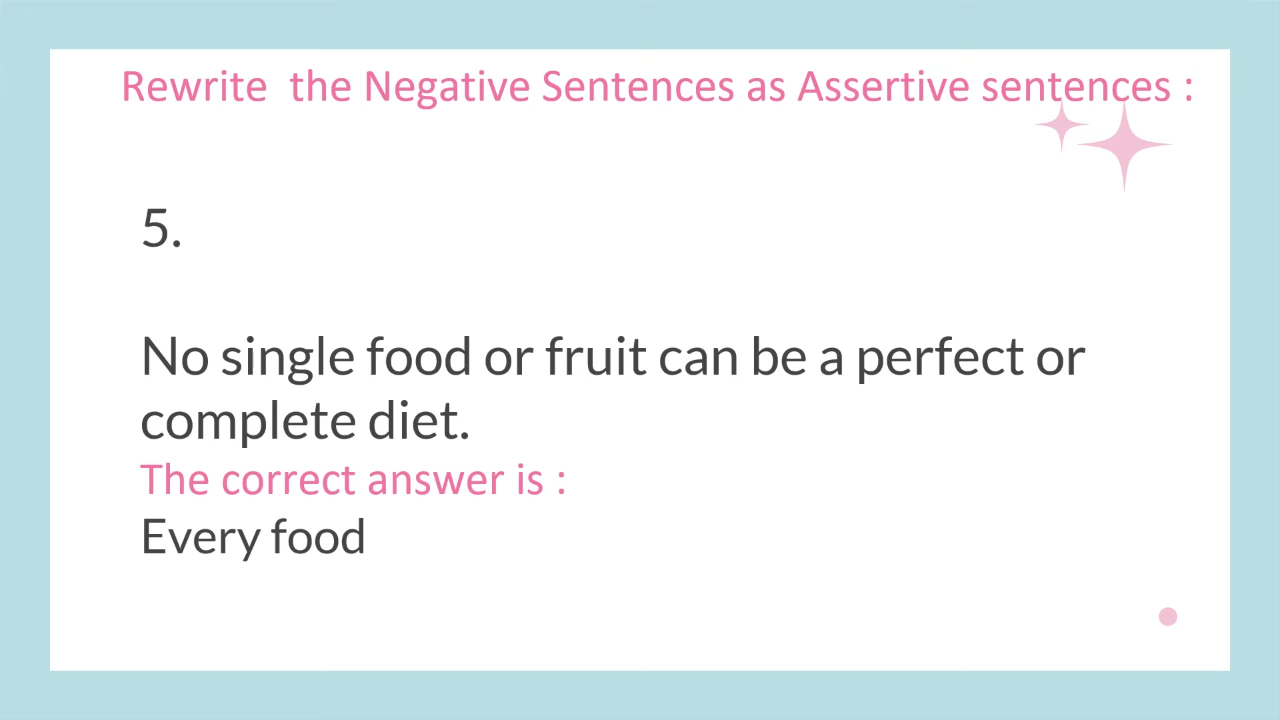 Rewrite  the Negative Sentences as Assertive sentences :
5.
No single food or fruit can be a perfect or
complete diet.
The correct answer is :
Every food